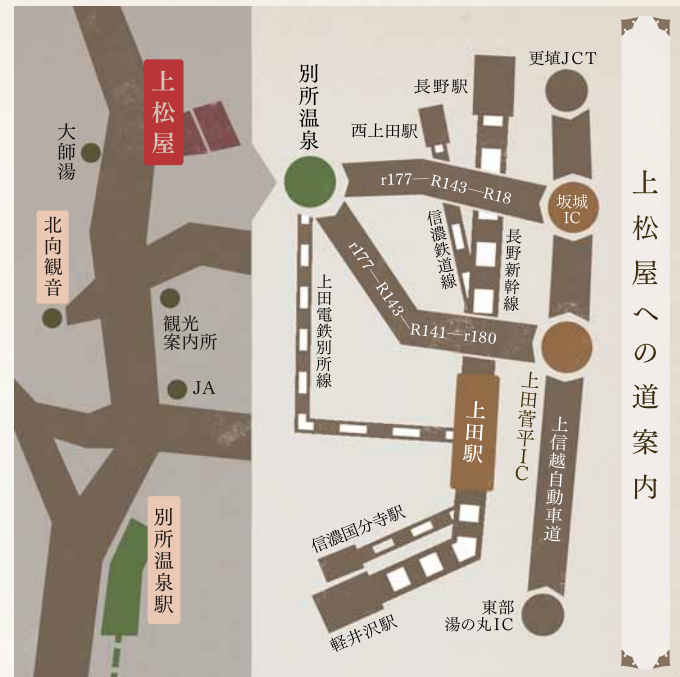 上松屋への道案内
更埴JCT
長野駅
西上田駅
別所温泉
r177—R143—R18
坂城
IC
信濃鉄道線
長野新幹線
r177—R143—R141—r180
上田電鉄別所線
上田駅
上田菅平IC
上信越自動車道
信濃国分寺駅
軽井沢駅
東部
湯の丸IC
上松屋
大師湯
北向観音
観光
案内所
JA
別所温泉駅